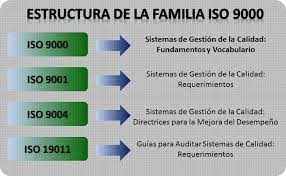 ESTRUCTURA DE LA FAMILIA ISO 9000
ISO 9000
Sistemas de Gestión de la Calidad:
Fundamentos y Vocabulario
ISO 9001
Sistemas de Gestión de la Calidad:
Requerimientos
ISO 9004
Sistemas de Gestión de la Calidad:
Directrices para la Mejora del Desempeño
ISO 19011
Guías para Auditar Sistemas de Calidad:
Requerimientos